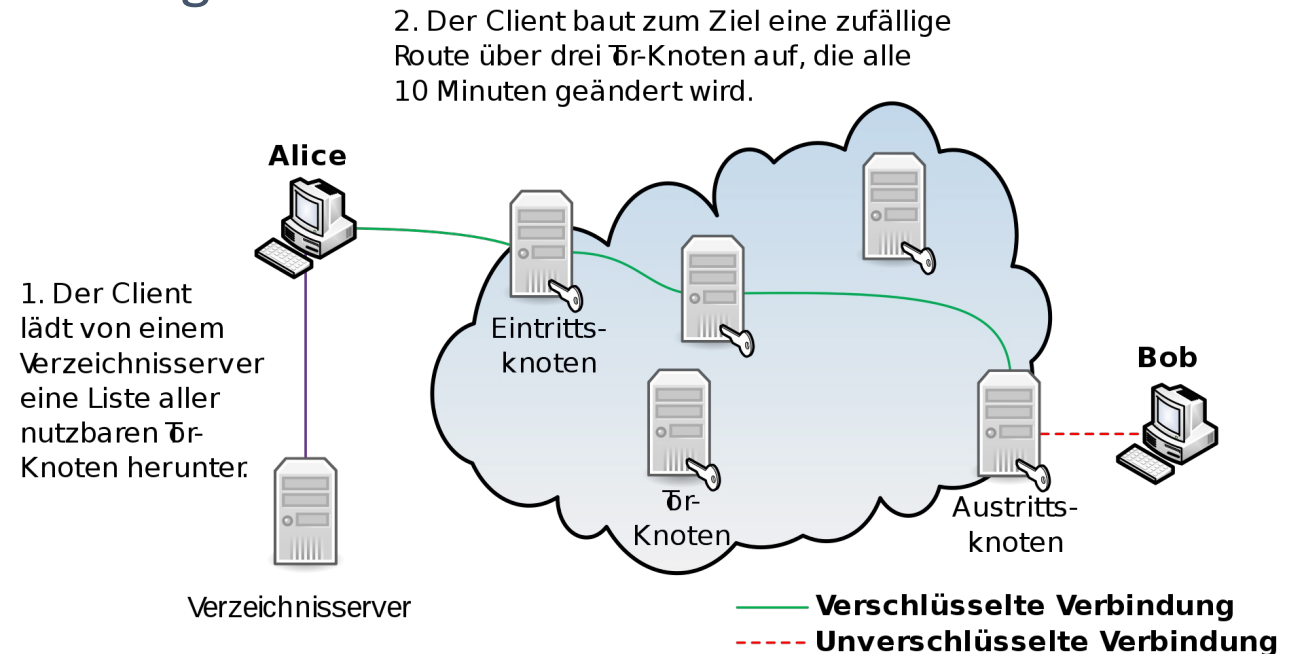 2. Der Client baut zum Ziel eine zufällige
Route über drei Tor-Knoten auf, die alle
10 Minuten geändert wird.
Alice
1. Der Client
lädt von einem
Verzeichnisserver
eine Liste aller
nutzbaren Tor-
Knoten herunter.
Eintritts-
knoten
Bob
Tor-
Knoten
Austritts-
knoten
Verzeichnisserver
Verschlüsselte Verbindung
Unverschlüsselte Verbindung